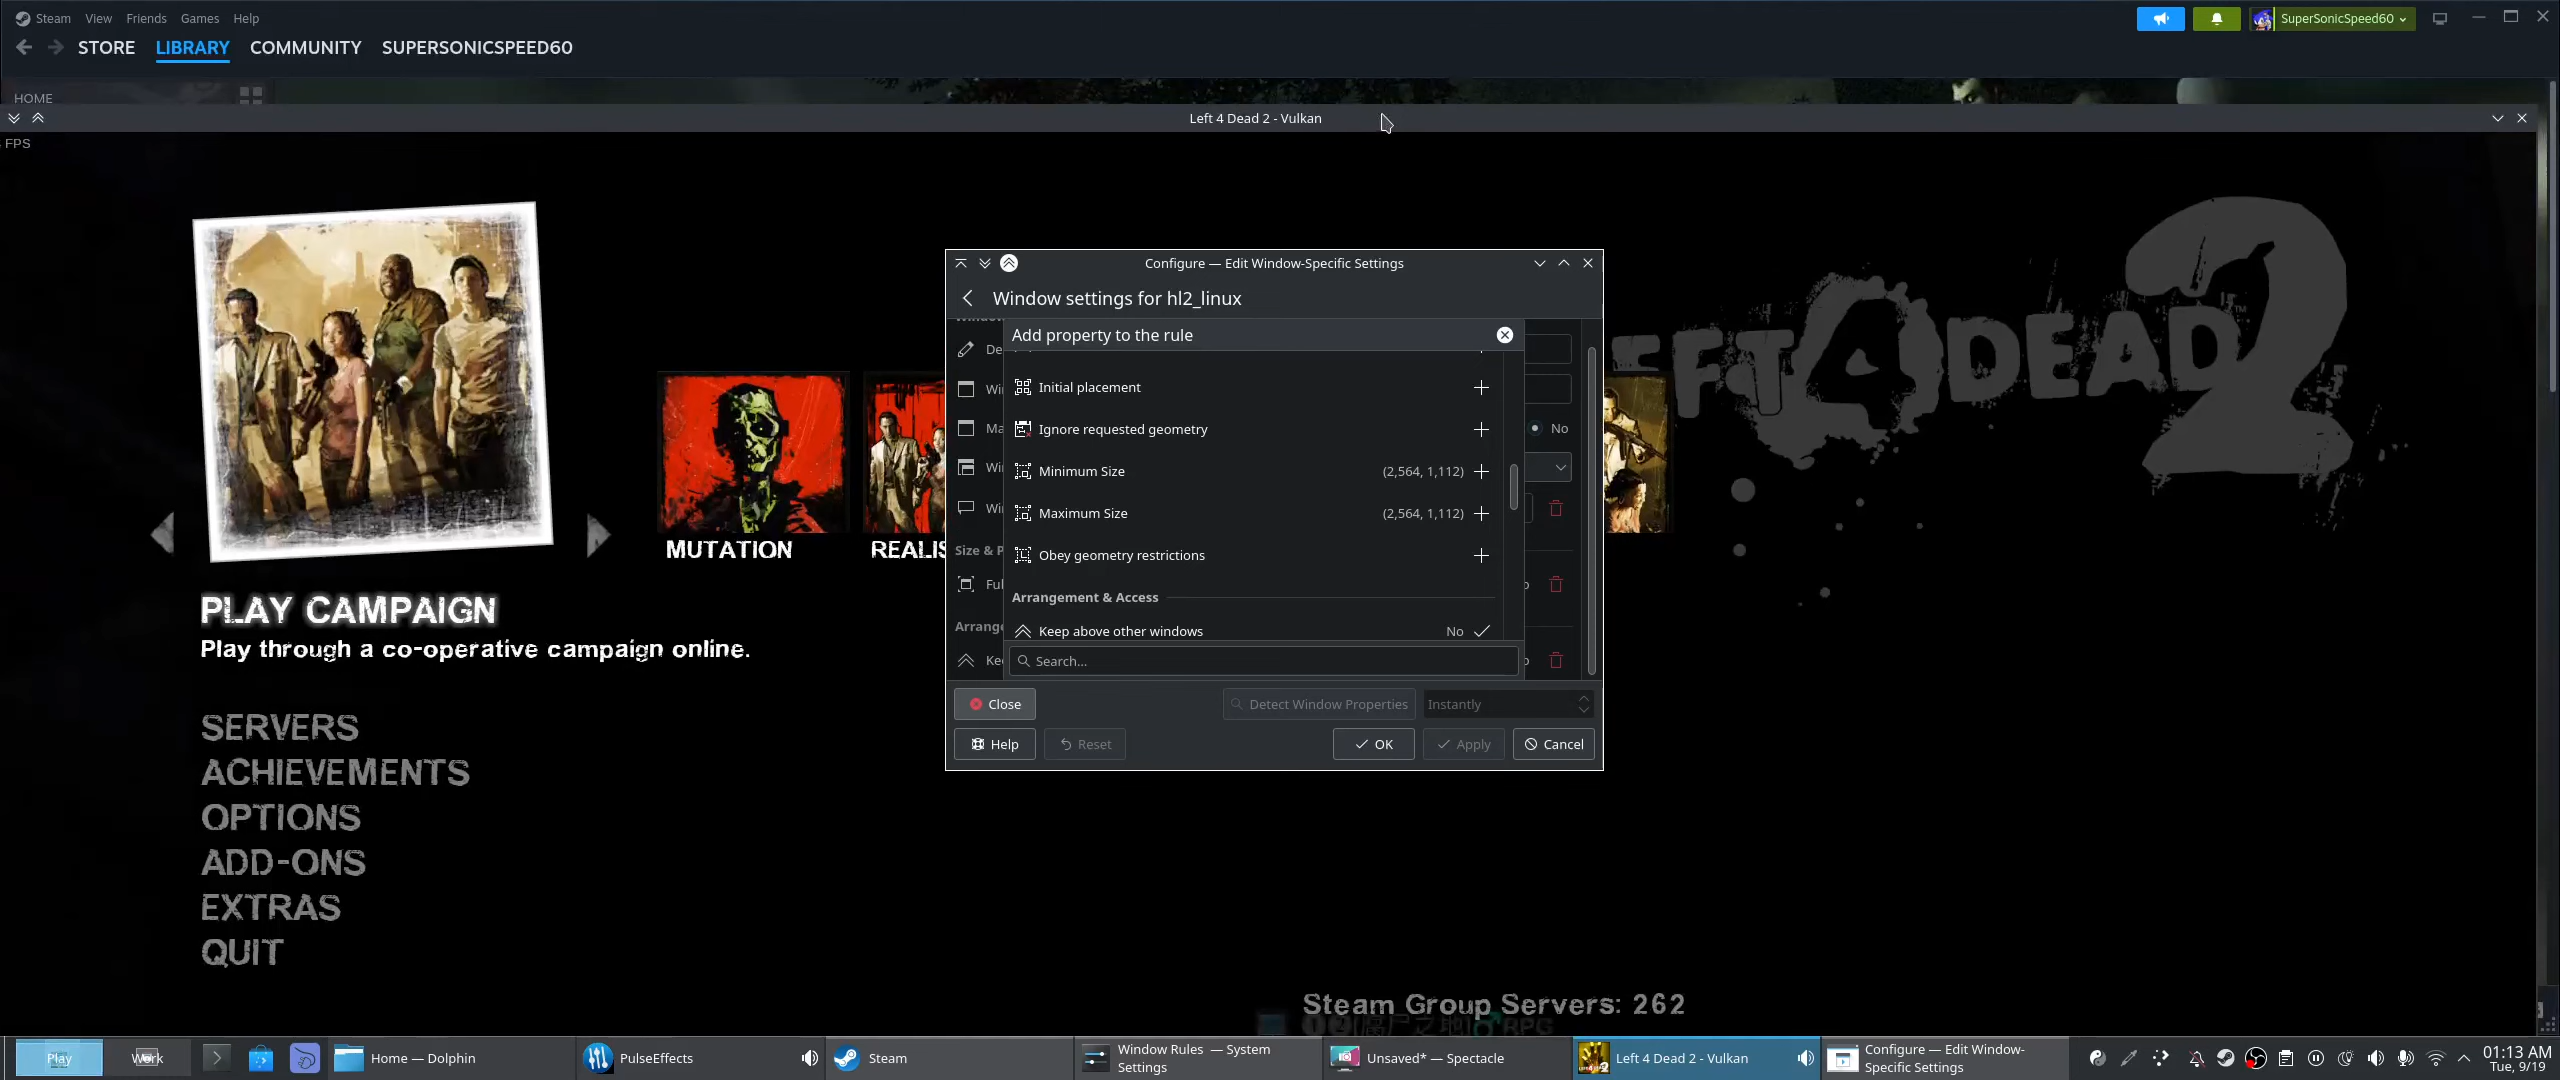 Steam View Friends Games Help SuperSonicSpeed60
STORE LIBRARY COMMUNITY SUPERSONICSPEED60
HOME
Left 4 Dead 2 - Vulkan
FPS
LEFT 4 DEAD 2
TM
MUTATION
PLAY CAMPAIGN
Play through a co-operative campaign online.
SERVERS
ACHIEVEMENTS
OPTIONS
ADD-ONS
EXTRAS
QUIT
Configure — Edit Window-Specific Settings
Window settings for hl2_linux
Add property to the rule
Initial placement
Ignore requested geometry
No
Minimum Size (2,564, 1,112)
Maximum Size (2,564, 1,112)
Obey geometry restrictions
Size & P
Arrangement & Access
Keep above other windows No
Search...
Close Detect Window Properties Instantly
Help Reset OK Apply Cancel
Steam Group Servers: 262
Play Work Home — Dolphin PulseEffects Steam Window Rules — System Settings Unsaved* — Spectacle Left 4 Dead 2 - Vulkan Configure — Edit Window-Specific Settings 01:13 AM
Tue, 9/19